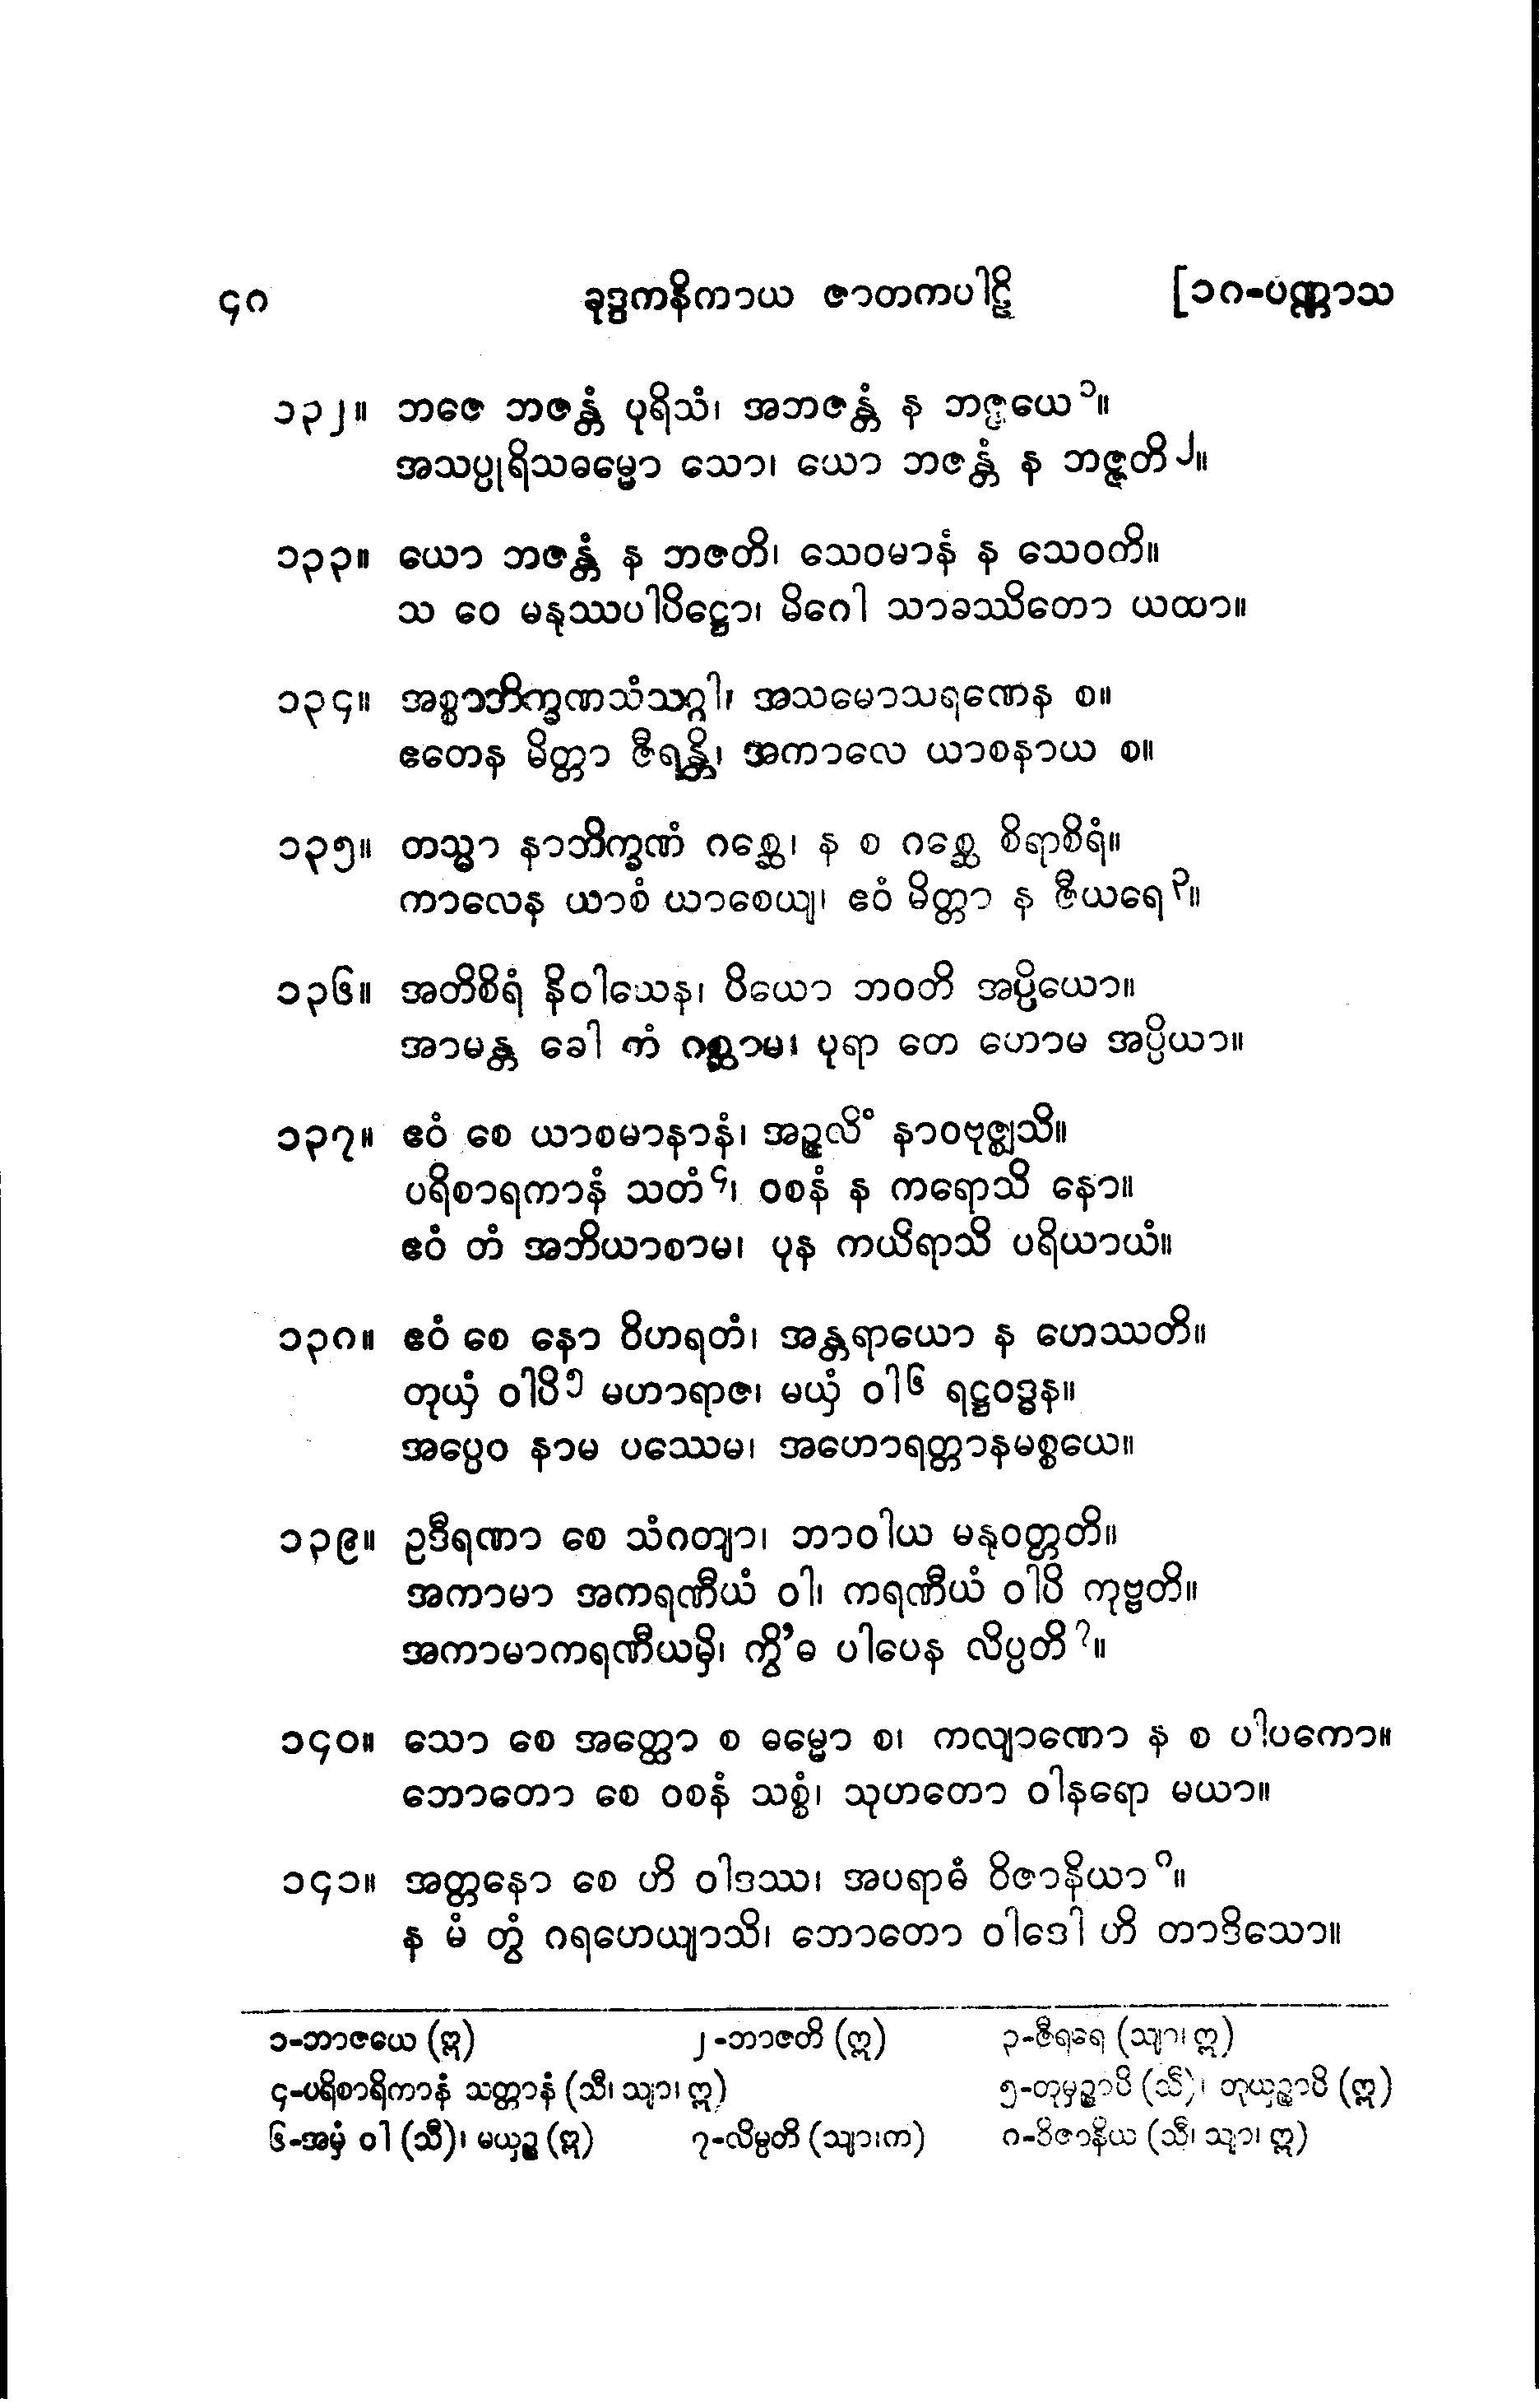 ၄၈ ခုဒ္ဒကနိကာယ ဇာတကပါဠိ [၁၈-ပဏ္ဏာသ
၁၃၂။ ဘဇေ ဘဇန္တံ ပုရိသံ၊ အဘဇန္တံ န ဘဇ္ဇယေ၁။
အသပ္ပုရိသဓမ္မော သော၊ ယော ဘဇန္တံ န ဘဇ္ဇတိ၂။
၁၃၃။ ယော ဘဇန္တံ န ဘဇတိ၊ သေဝမာနံ န သေဝတိ။
သ ဝေ မနုဿပါပိဋ္ဌော၊ မိဂေါ သာခဿိတော ယထာ။
၁၃၄။ အစ္စာဘိက္ခဏသံသဂ္ဂါ၊ အသမောသရဏေန စ။
ဧတေန မိတ္တာ ဇီရန္တိ၊ အကာလေ ယာစနာယ စ။
၁၃၅။ တသ္မာ နာဘိက္ခဏံ ဂစ္ဆေ၊ န စ ဂစ္ဆေ စိရာစိရံ။
ကာလေန ယာစံ ယာစေယျ၊ ဧဝံ မိတ္တာ န ဇီယရေ၃။
၁၃၆။ အတိစိရံ နိဝါသေန၊ ပိယော ဘဝတိ အပ္ပိယော။
အာမန္တ ခေါ တံ ဂစ္ဆာမ၊ ပုရာ တေ ဟောမ အပ္ပိယာ။
၁၃၇။ ဧဝံ စေ ယာစမာနာနံ၊ အဉ္ဇလိံ နာဝဗုဇ္ဈသိ။
ပရိစာရကာနံ သတံ၄၊ ဝစနံ န ကရောသိ နော။
ဧဝံ တံ အဘိယာစာမ၊ ပုန ကယိရာသိ ပရိယာယံ။
၁၃၈။ ဧဝံ စေ နော ဝိဟရတံ၊ အန္တရာယော န ဟေဿတိ။
တုယှံ ဝါပိ၅ မဟာရာဇ၊ မယှံ ဝါ၆ ရဋ္ဌဝဒ္ဓန။
အပ္ပေဝ နာမ ပဿေမ၊ အဟောရတ္တာနမစ္စယေ။
၁၃၉။ ဥဒီရဏာ စေ သံဂတျာ၊ ဘာဝါယ မနုဝတ္တတိ။
အကာမာ အကရဏီယံ ဝါ၊ ကရဏီယံ ဝါပိ ကုဗ္ဗတိ။
အကာမာကရဏီယမှိ၊ ကွိ’ဓ ပါပေန လိပ္ပတိ၇။
၁၄၀။ သော စေ အတ္ထော စ ဓမ္မော စ၊ ကလျာဏော န စ ပါပကော။
ဘောတော စေ ဝစနံ သစ္စံ၊ သုဟတော ဝါနရော မယာ။
၁၄၁။ အတ္တနော စေ ဟိ ဝါဒဿ၊ အပရာဓံ ဝိဇာနိယာ၈။
န မံ တွံ ဂရဟေယျာသိ၊ ဘောတော ဝါဒေါ ဟိ တာဒိသော။
၁-ဘာဇယေ (ဣ) ၂-ဘာဇတိ (ဣ) ၃-ဇီရရေ (သျာ၊ ဣ)
၄-ပရိစာရိကာနံ သတ္တာနံ (သီ၊ သျာ၊ ဣ) ၅-တုမှဉ္စာပိ (သီ)၊ တုယှဉ္စာပိ (ဣ)
၆-အမှံ ဝါ (သီ)၊ မယှဉ္စ (ဣ) ၇-လိမ္ပတိ (သျာ၊က) ၈-ဝိဇာနိယ (သီ၊ သျာ၊ ဣ)